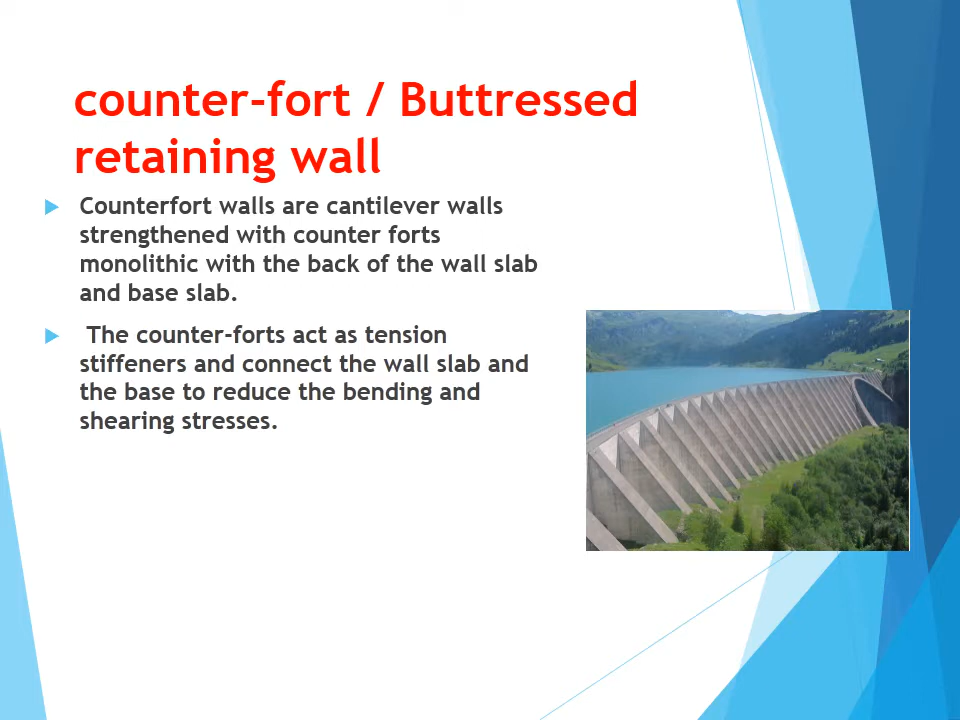 counter-fort / Buttressed
retaining wall
Counterfort walls are cantilever walls
strengthened with counter forts
monolithic with the back of the wall slab
and base slab.
The counter-forts act as tension
stiffeners and connect the wall slab and
the base to reduce the bending and
shearing stresses.